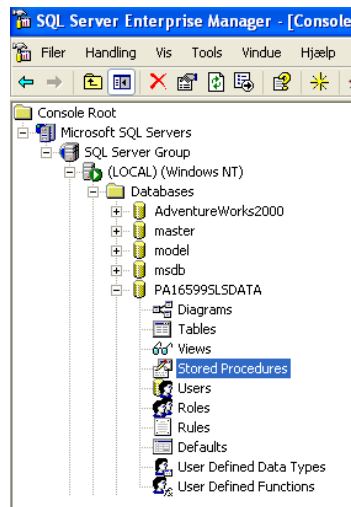 SQL Server Enterprise Manager - [Console
Filer Handling Vis Tools Vindue Hjælp
Console Root
Microsoft SQL Servers
SQL Server Group
(LOCAL) (Windows NT)
Databases
AdventureWorks2000
master
model
msdb
PA165995LSDATA
Diagrams
Tables
Views
Stored Procedures
Users
Roles
Rules
Defaults
User Defined Data Types
User Defined Functions